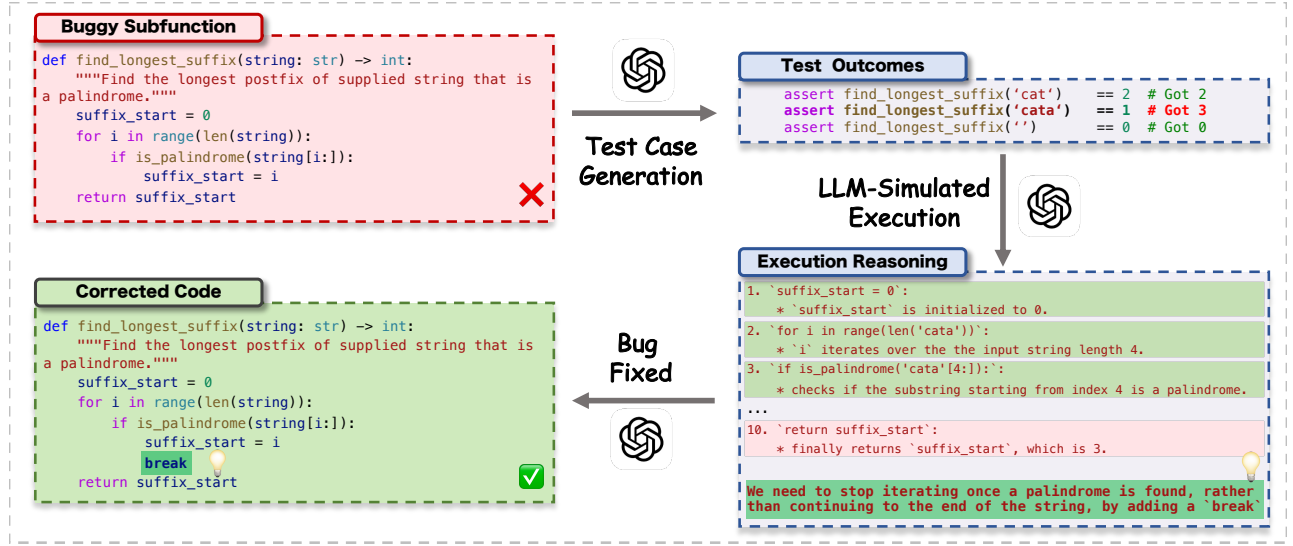 Buggy Subfunction
def find_longest_suffix(string: str) -> int:
"""Find the longest postfix of supplied string that is
a palindrome."""
suffix_start = 0
for i in range(len(string)):
if is_palindrome(string[i:]):
suffix_start = i
return suffix_start
Test Case
Generation
Test Outcomes
assert find_longest_suffix(‘cat‘) == 2 # Got 2
assert find_longest_suffix(‘cata‘) == 1 # Got 3
assert find_longest_suffix(‘’) == 0 # Got 0
LLM-Simulated
Execution
Execution Reasoning
1. `suffix_start = 0`:
* `suffix_start` is initialized to 0.
2. `for i in range(len('cata'))`:
* `i` iterates over the the input string length 4.
3. `if is_palindrome('cata'[4:]):`:
* checks if the substring starting from index 4 is a palindrome.
...
10. `return suffix_start`:
* finally returns `suffix_start`, which is 3.
We need to stop iterating once a palindrome is found, rather
than continuing to the end of the string, by adding a `break`
Bug
Fixed
Corrected Code
def find_longest_suffix(string: str) -> int:
"""Find the longest postfix of supplied string that is
a palindrome."""
suffix_start = 0
for i in range(len(string)):
if is_palindrome(string[i:]):
suffix_start = i
break
return suffix_start